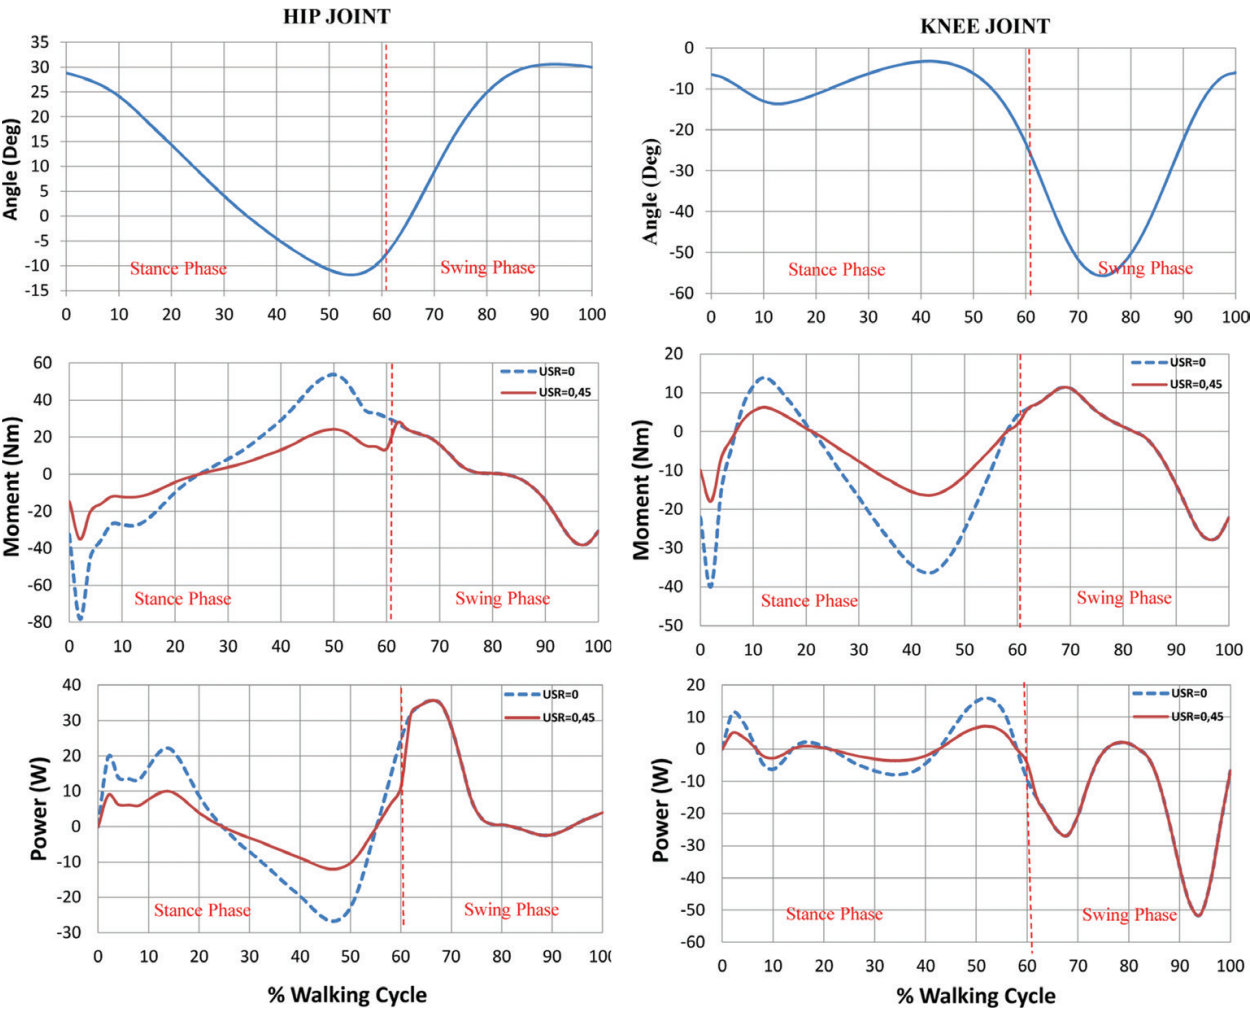 HIP JOINT
Angle (Deg)
35
30
25
20
15
10
5
0
-5
-10
-15
Stance Phase
Swing Phase
0 10 20 30 40 50 60 70 80 90 100
KNEE JOINT
Angle (Deg)
0
-10
-20
-30
-40
-50
-60
Stance Phase
Swing Phase
0 10 20 30 40 50 60 70 80 90 100
Moment (Nm)
60
40
20
0
-20
-40
-60
-80
USR=0
USR=0,45
Stance Phase
Swing Phase
0 10 20 30 40 50 60 70 80 90 100
Moment (Nm)
20
10
0
-10
-20
-30
-40
-50
USR=0
USR=0,45
Stance Phase
Swing Phase
0 10 20 30 40 50 60 70 80 90 100
Power (W)
40
30
20
10
0
-10
-20
-30
USR=0
USR=0,45
Stance Phase
Swing Phase
0 10 20 30 40 50 60 70 80 90 100
% Walking Cycle
Power (W)
20
10
0
-10
-20
-30
-40
-50
-60
USR=0
USR=0,45
Stance Phase
Swing Phase
0 10 20 30 40 50 60 70 80 90 100
% Walking Cycle